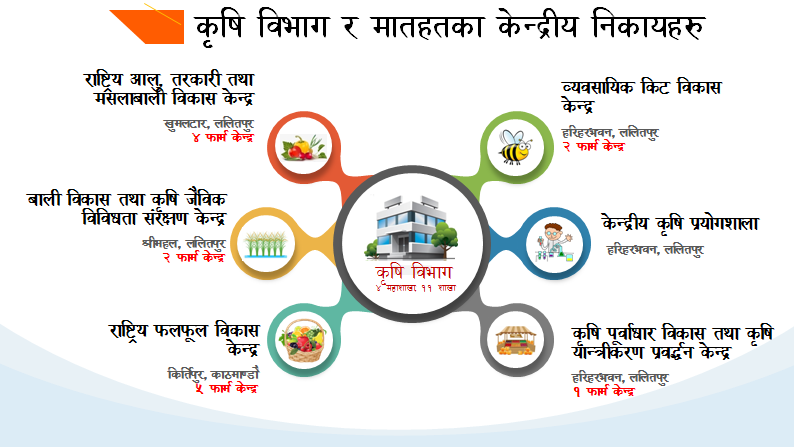 कृषि विभाग र मातहतका केन्द्रीय निकायहरु
राष्ट्रिय आलु, तरकारी तथा
मसलाबाली विकास केन्द्र
खुमलटार, ललितपुर
४ फार्म केन्द्र
बाली विकास तथा कृषि जैविक
विविधता संरक्षण केन्द्र
श्रीमहल, ललितपुर
२ फार्म केन्द्र
राष्ट्रिय फलफूल विकास
केन्द्र
किर्तिपुर, काठमाण्डौ
५ फार्म केन्द्र
कृषि विभाग
४ महाशाखा ११ शाखा
व्यवसायिक किट विकास
केन्द्र
हरिहरभवन, ललितपुर
२ फार्म केन्द्र
केन्द्रीय कृषि प्रयोगशाला
हरिहरभवन, ललितपुर
कृषि पूर्वाधार विकास तथा कृषि
यान्त्रीकरण प्रवर्द्धन केन्द्र
हरिहरभवन, ललितपुर
१ फार्म केन्द्र